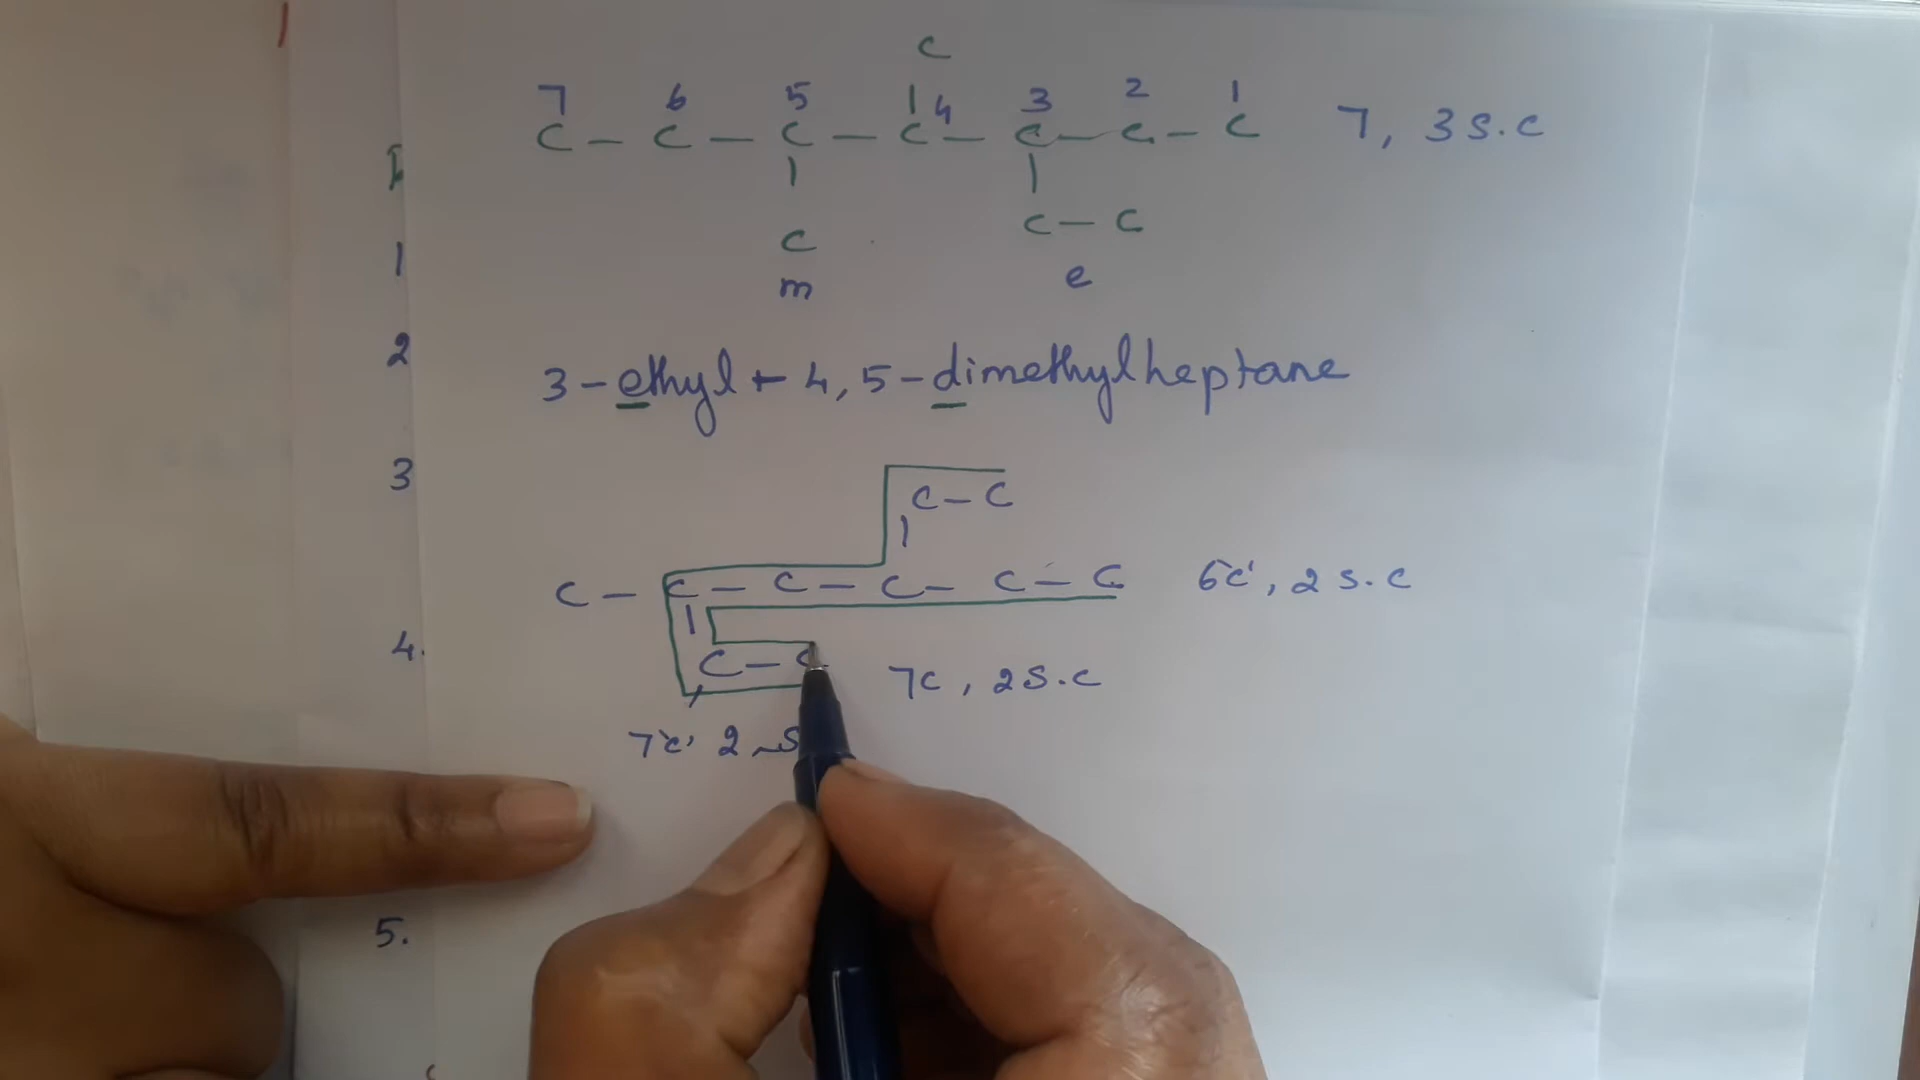 C
7 6 5 4 3 2 1
C – C – C – C – C – C – C 7, 3 S.C
C C – C
m e
3 – ethyl – 4, 5 – dimethylheptane
C – C
C – C – C – C – C – C 6C', 2 S.C
C – C 7C, 2 S.C
7C' 2 S
1
2
3
4.
5.